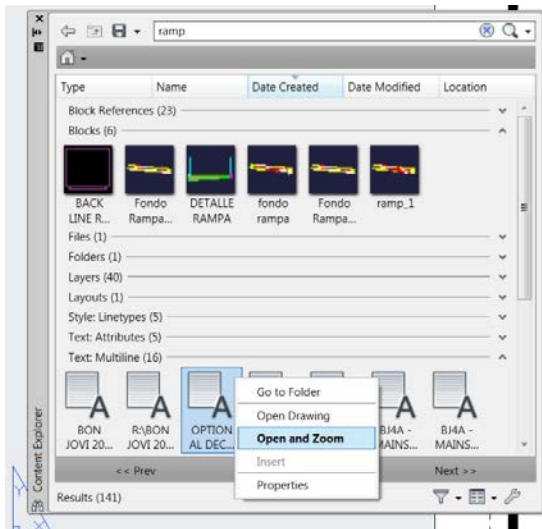 ramp
Type Name Date Created Date Modified Location
Block References (23)
Blocks (6)
BACK LINE R... Fondo Rampa... DETALLE RAMPA fondo rampa Fondo Rampa... ramp_1
Files (1)
Folders (1)
Layers (40)
Layouts (1)
Style: Linetypes (5)
Text: Attributes (5)
Text: Multiline (16)
A A A A A
BON JOVI 20... R:\BON JOVI 20... OPTION AL DEC... BJ4A - MAINS... BJ4A - MAINS...
Go to Folder
Open Drawing
Open and Zoom
Insert
Properties
<< Prev Next >>
Results (141)
Content Explorer